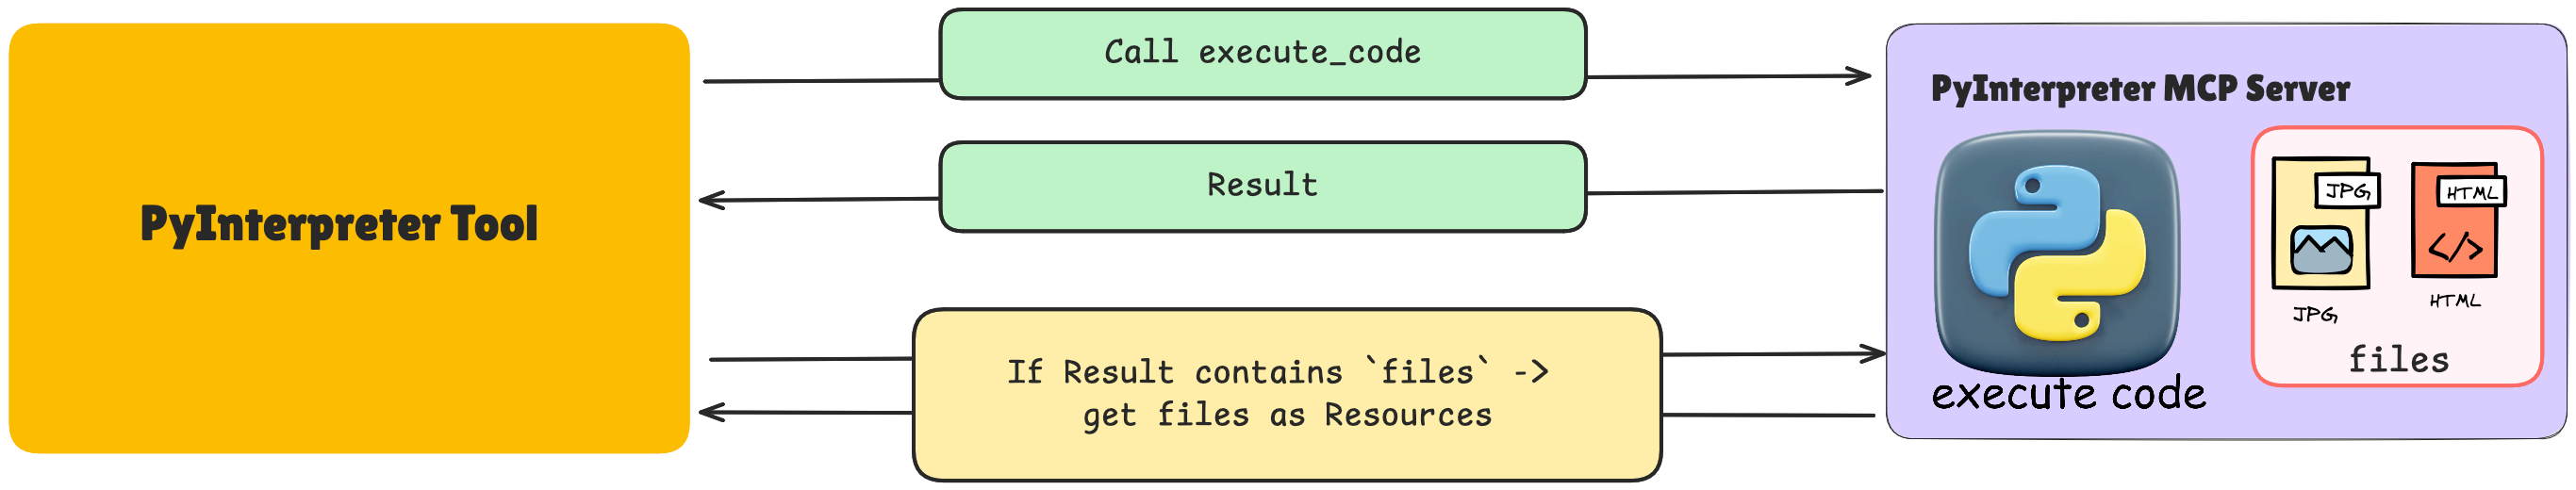 PyInterpreter Tool
Call execute_code
Result
If Result contains `files` ->
get files as Resources
PyInterpreter MCP Server
execute code
JPG
JPG
HTML
</>
HTML
files